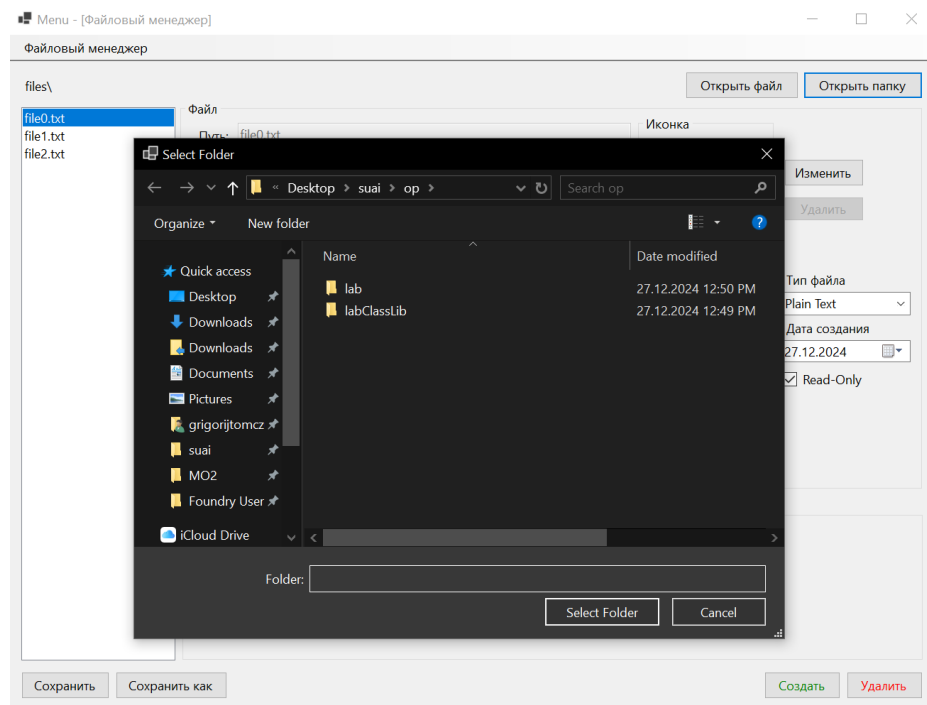 Menu - [Файловый менеджер]
Файловый менеджер
files\
Открыть файл
Открыть папку
file0.txt
file1.txt
file2.txt
Файл
Путь: file0.txt
Иконка
Изменить
Удалить
Тип файла
Plain Text
Дата создания
27.12.2024
Read-Only
Select Folder
« Desktop › suai › op ›
Search op
Organize
New folder
?
Name
Date modified
Quick access
Desktop
Downloads
Downloads
Documents
Pictures
grigorijtomcz
suai
MO2
Foundry User
iCloud Drive
lab 27.12.2024 12:50 PM
labClassLib 27.12.2024 12:49 PM
Folder:
Select Folder
Cancel
Сохранить
Сохранить как
Создать
Удалить